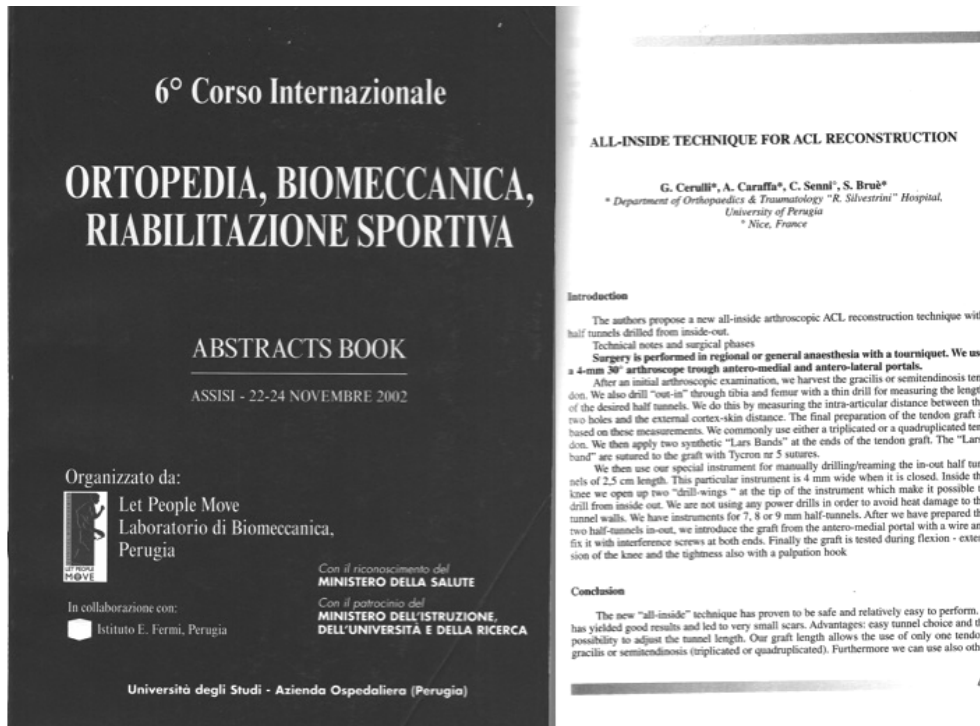 6° Corso Internazionale
ORTOPEDIA, BIOMECCANICA,
RIABILITAZIONE SPORTIVA
ABSTRACTS BOOK
ASSISI - 22-24 NOVEMBRE 2002
Organizzato da:
Let People Move
Laboratorio di Biomeccanica,
Perugia
LET PEOPLE
MOVE
Con il riconoscimento del
MINISTERO DELLA SALUTE
Con il patrocinio del
MINISTERO DELL'ISTRUZIONE,
DELL'UNIVERSITÀ E DELLA RICERCA
In collaborazione con:
Istituto E. Fermi, Perugia
Università degli Studi - Azienda Ospedaliera (Perugia)
ALL-INSIDE TECHNIQUE FOR ACL RECONSTRUCTION
G. Cerulli*, A. Caraffa*, C. Senni°, S. Bruè*
* Department of Orthopaedics & Traumatology "R. Silvestrini" Hospital,
University of Perugia
° Nice, France
Introduction
The authors propose a new all-inside arthroscopic ACL reconstruction technique with
half tunnels drilled from inside-out.
Technical notes and surgical phases
Surgery is performed in regional or general anaesthesia with a tourniquet. We us
a 4-mm 30° arthroscope trough antero-medial and antero-lateral portals.
After an initial arthroscopic examination, we harvest the gracilis or semitendinosis ten
don. We also drill "out-in" through tibia and femur with a thin drill for measuring the lengt
of the desired half tunnels. We do this by measuring the intra-articular distance between th
two holes and the external cortex-skin distance. The final preparation of the tendon graft i
based on these measurements. We commonly use either a triplicated or a quadruplicated ten
don. We then apply two synthetic "Lars Bands" at the ends of the tendon graft. The "Lars
band" are sutured to the graft with Tycron nr 5 sutures.
We then use our special instrument for manually drilling/reaming the in-out half tun
nels of 2,5 cm length. This particular instrument is 4 mm wide when it is closed. Inside th
knee we open up two "drill-wings " at the tip of the instrument which make it possible t
drill from inside out. We are not using any power drills in order to avoid heat damage to th
tunnel walls. We have instruments for 7, 8 or 9 mm half-tunnels. After we have prepared th
two half-tunnels in-out, we introduce the graft from the antero-medial portal with a wire an
fix it with interference screws at both ends. Finally the graft is tested during flexion - exten
sion of the knee and the tightness also with a palpation hook
Conclusion
The new "all-inside" technique has proven to be safe and relatively easy to perform.
has yielded good results and led to very small scars. Advantages: easy tunnel choice and th
possibility to adjust the tunnel length. Our graft length allows the use of only one tendo
gracilis or semitendinosis (triplicated or quadruplicated). Furthermore we can use also oth